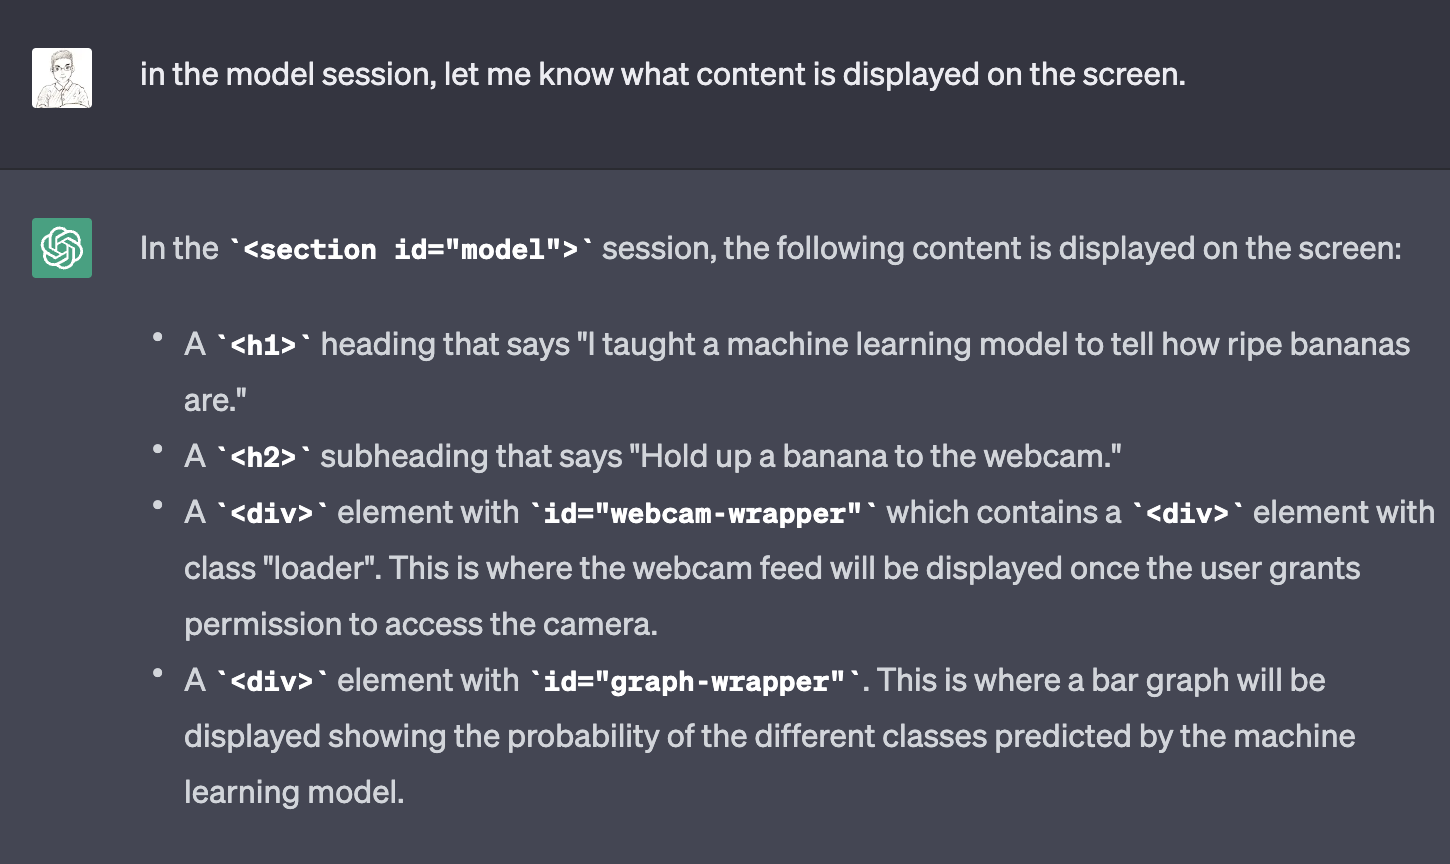 in the model session, let me know what content is displayed on the screen.
In the `<section id="model">` session, the following content is displayed on the screen:
• A `<h1>` heading that says "I taught a machine learning model to tell how ripe bananas
are."
• A `<h2>` subheading that says "Hold up a banana to the webcam."
• A `<div>` element with `id="webcam-wrapper"` which contains a `<div>` element with
class "loader". This is where the webcam feed will be displayed once the user grants
permission to access the camera.
• A `<div>` element with `id="graph-wrapper"`. This is where a bar graph will be
displayed showing the probability of the different classes predicted by the machine
learning model.